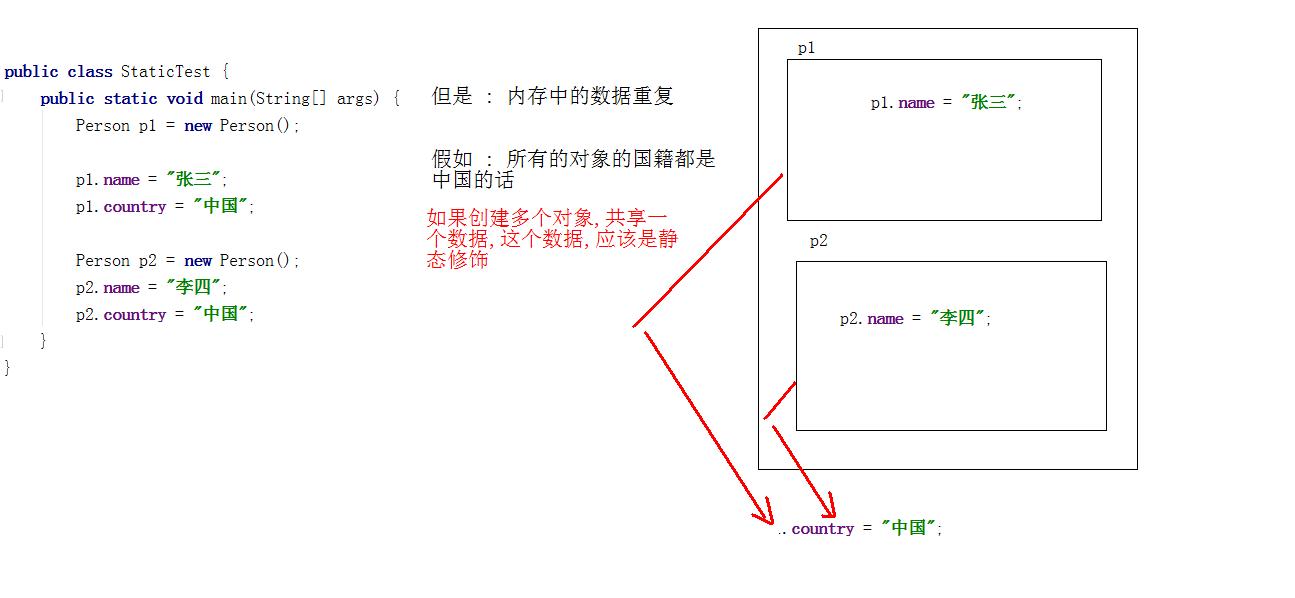 public class StaticTest {
public static void main(String[] args) {
Person p1 = new Person();
p1.name = "张三";
p1.country = "中国";
Person p2 = new Person();
p2.name = "李四";
p2.country = "中国";
}
}
但是 : 内存中的数据重复
假如 : 所有的对象的国籍都是
中国的话
如果创建多个对象,共享一
个数据,这个数据,应该是静
态修饰
p1
p1.name = "张三";
p2
p2.name = "李四";
.country = "中国";